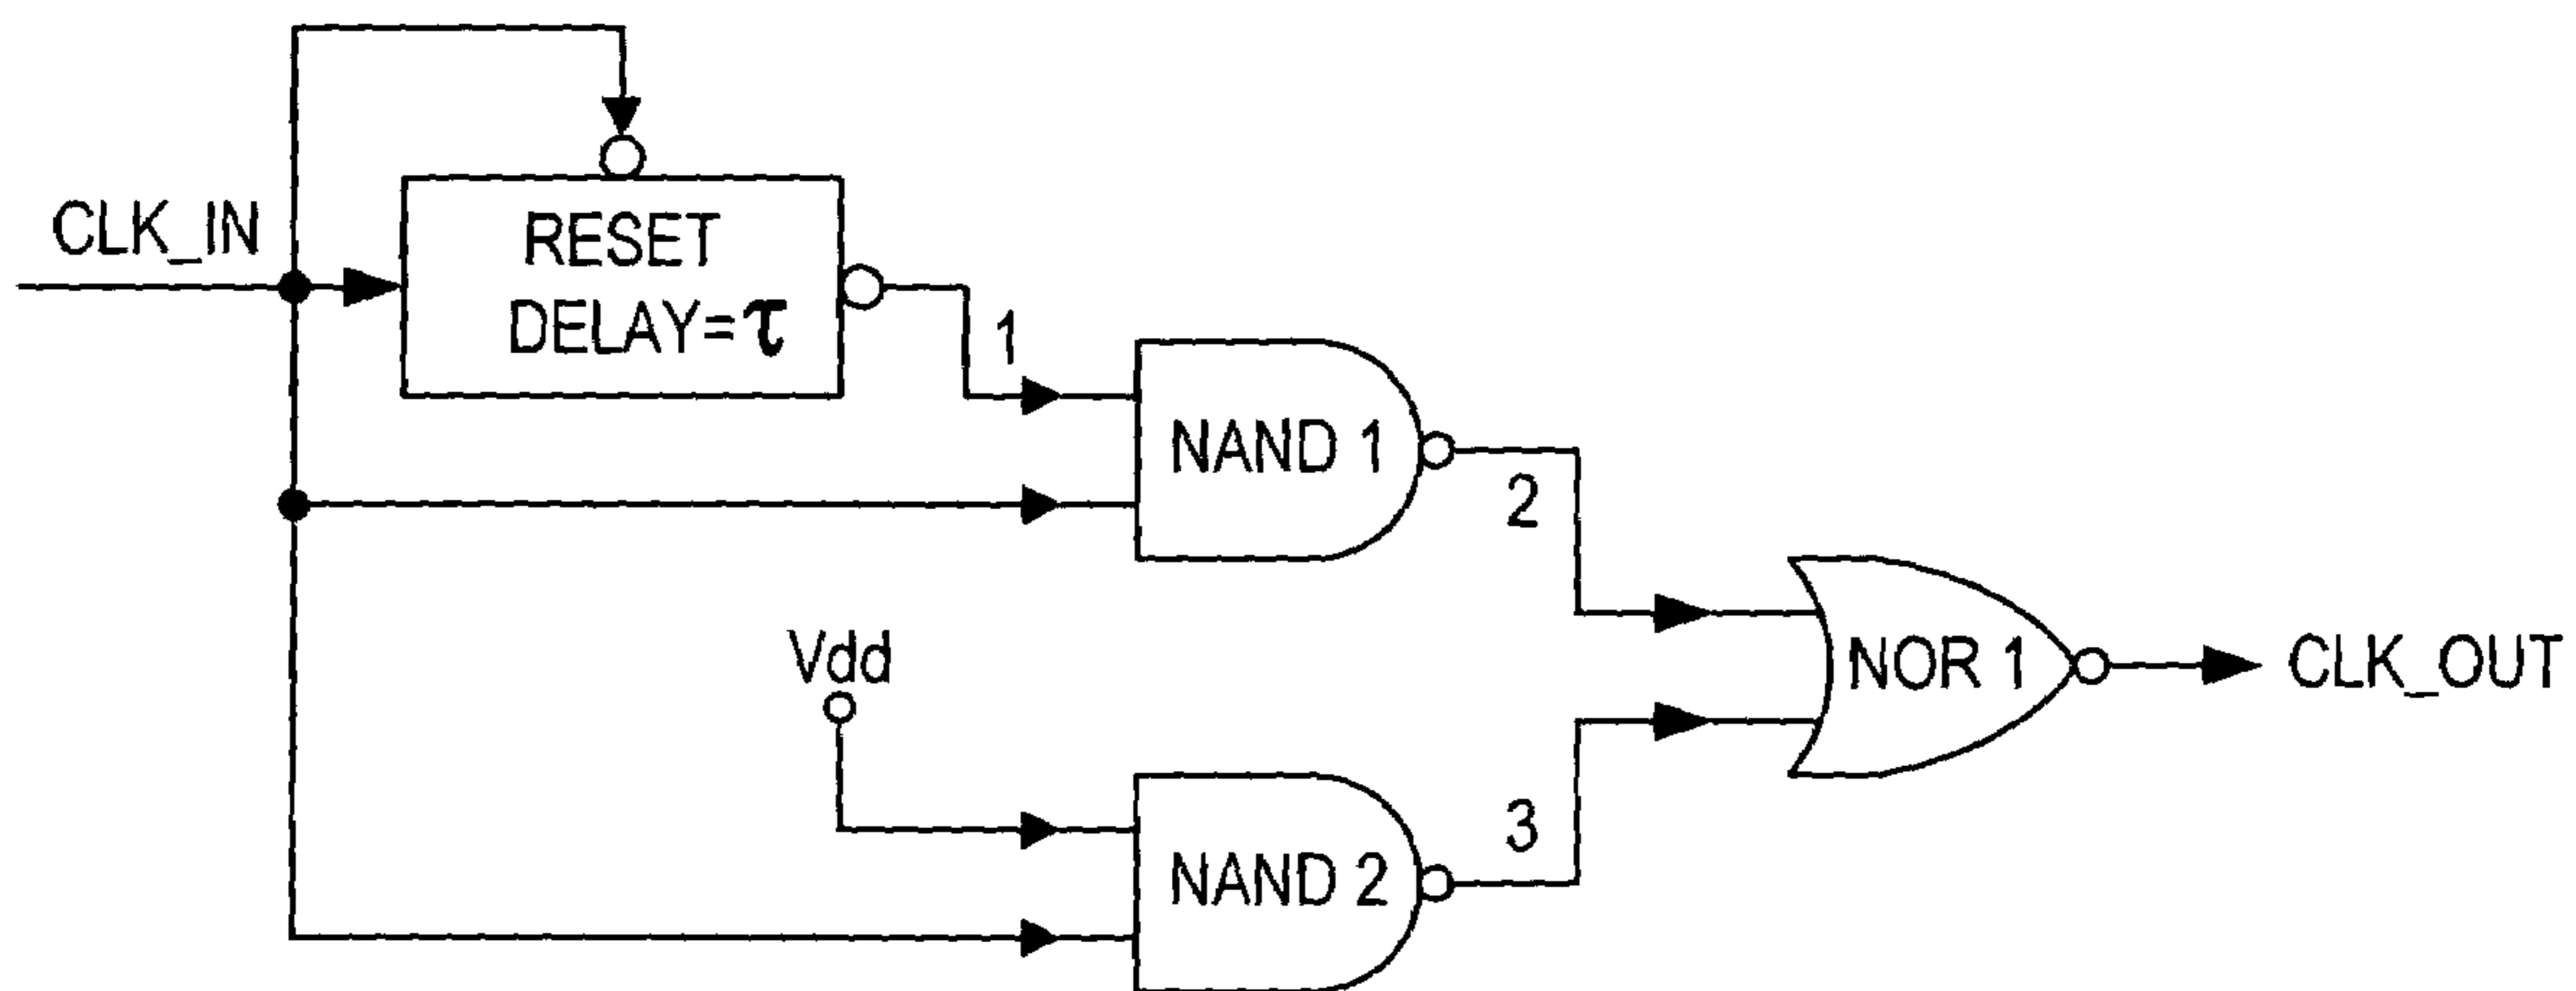 CLK_IN
RESET
DELAY=τ
1
NAND 1
2
Vdd
NOR 1
CLK_OUT
3
NAND 2